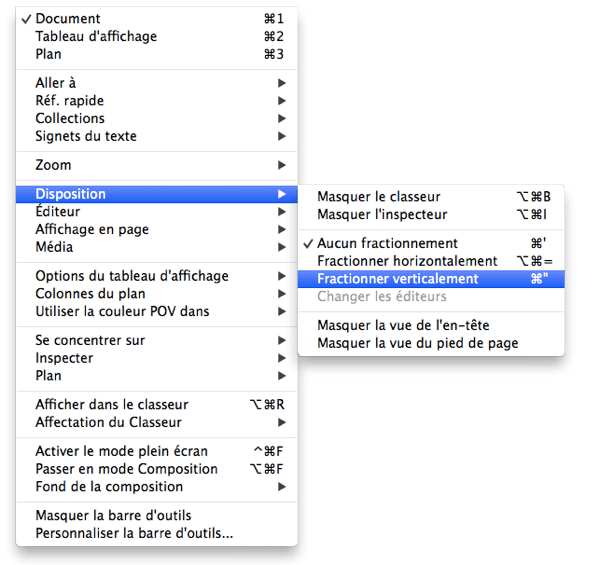 ✓ Document ⌘1
Tableau d'affichage ⌘2
Plan ⌘3
Aller à ▶
Réf. rapide ▶
Collections ▶
Signets du texte ▶
Zoom ▶
Disposition ▶
Éditeur ▶
Affichage en page ▶
Média ▶
Options du tableau d'affichage ▶
Colonnes du plan ▶
Utiliser la couleur POV dans ▶
Se concentrer sur ▶
Inspecter ▶
Plan ▶
Afficher dans le classeur ⌥⌘R
Affectation du Classeur ▶
Activer le mode plein écran ^⌘F
Passer en mode Composition ⌥⌘F
Fond de la composition ▶
Masquer la barre d'outils
Personnaliser la barre d'outils...
Masquer le classeur ⌥⌘B
Masquer l'inspecteur ⌥⌘I
✓ Aucun fractionnement ⌘'
Fractionner horizontalement ⌥⌘=
Fractionner verticalement ⌘"
Changer les éditeurs
Masquer la vue de l'en-tête
Masquer la vue du pied de page